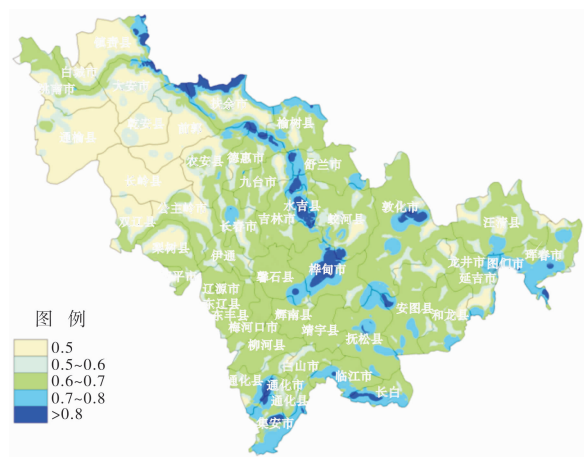 镇赉县
白城市
洮南市
大安市
通榆县
乾安县
前郭
扶余市
榆树县
长岭县
农安县
德惠市
舒兰市
九台市
双辽县
公主岭市
长春市
吉林市
永吉县
蛟河县
敦化市
汪清县
梨树县
伊通
桦甸市
龙井市
图们市
珲春市
延吉市
平市
辽源市
磐石县
东辽县
东丰县
辉南县
靖宇县
安图县
和龙县
梅河口市
抚松县
柳河县
白山市
临江市
通化县
通化市
长白
通化县
集安市
图 例
0.5
0.5~0.6
0.6~0.7
0.7~0.8
>0.8